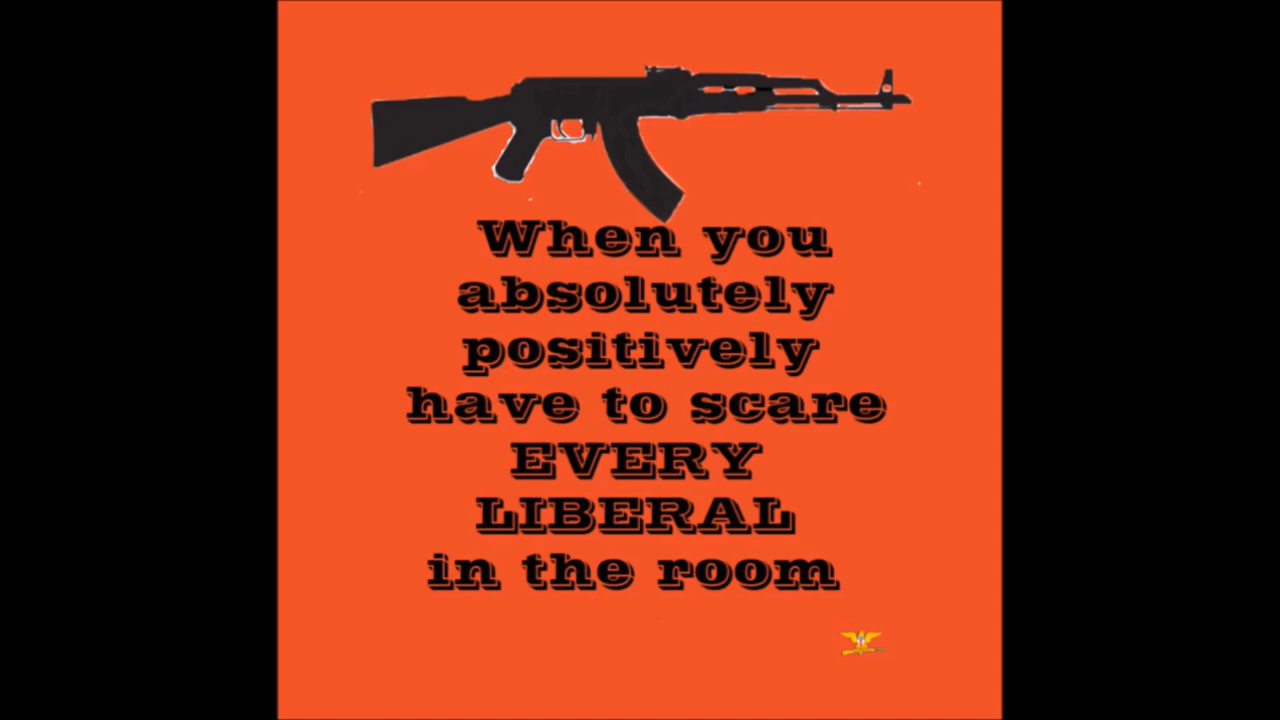 When you
absolutely
positively
have to scare
EVERY
LIBERAL
in the room